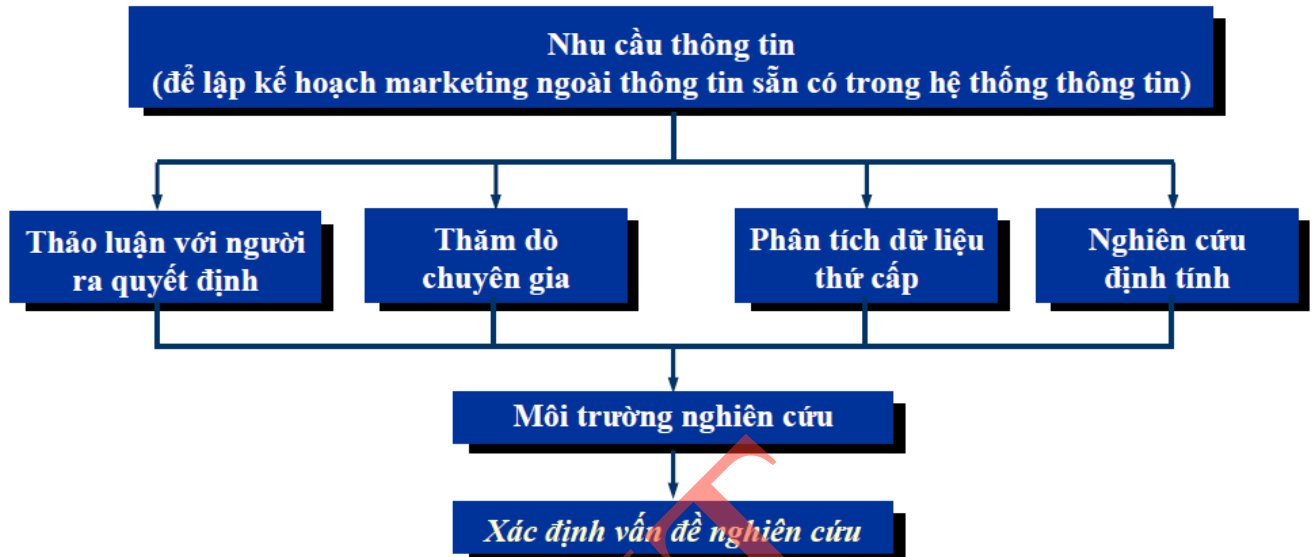 Nhu cầu thông tin
(để lập kế hoạch marketing ngoài thông tin sẵn có trong hệ thống thông tin)
Thảo luận với người
ra quyết định
Thăm dò
chuyên gia
Phân tích dữ liệu
thứ cấp
Nghiên cứu
định tính
Môi trường nghiên cứu
Xác định vấn đề nghiên cứu